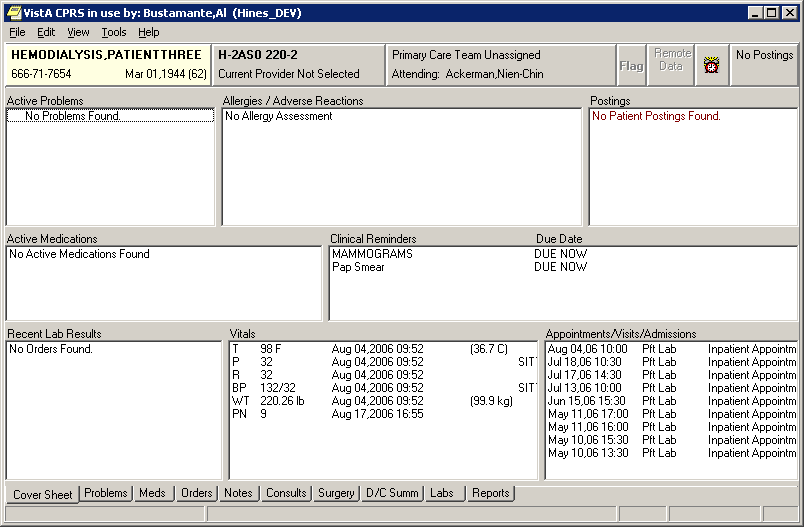 VistA CPRS in use by: Bustamante,Al (Hines_DEV)
File Edit View Tools Help
HEMODIALYSIS,PATIENTTHREE H-2ASO 220-2 Primary Care Team Unassigned Flag Remote Data No Postings
666-71-7654 Mar 01,1944 (62) Current Provider Not Selected Attending: Ackerman,Nien-Chin
Active Problems Allergies / Adverse Reactions Postings
No Problems Found. No Allergy Assessment No Patient Postings Found.
Active Medications Clinical Reminders Due Date
No Active Medications Found MAMMOGRAMS DUE NOW
Pap Smear DUE NOW
Recent Lab Results Vitals Appointments/Visits/Admissions
No Orders Found. T 98 F Aug 04,2006 09:52 (36.7 C) Aug 04,06 10:00 Pft Lab Inpatient Appointm
P 32 Aug 04,2006 09:52 SIT Jul 18,06 10:30 Pft Lab Inpatient Appointm
R 32 Aug 04,2006 09:52 Jul 17,06 14:30 Pft Lab Inpatient Appointm
BP 132/32 Aug 04,2006 09:52 SIT Jul 13,06 10:00 Pft Lab Inpatient Appointm
WT 220.26 lb Aug 04,2006 09:52 (99.9 kg) Jun 15,06 15:30 Pft Lab Inpatient Appointm
PN 9 Aug 17,2006 16:55 May 11,06 17:00 Pft Lab Inpatient Appointm
May 11,06 16:00 Pft Lab Inpatient Appointm
May 10,06 15:30 Pft Lab Inpatient Appointm
May 10,06 13:30 Pft Lab Inpatient Appointm
Cover Sheet Problems Meds Orders Notes Consults Surgery D/C Summ Labs Reports